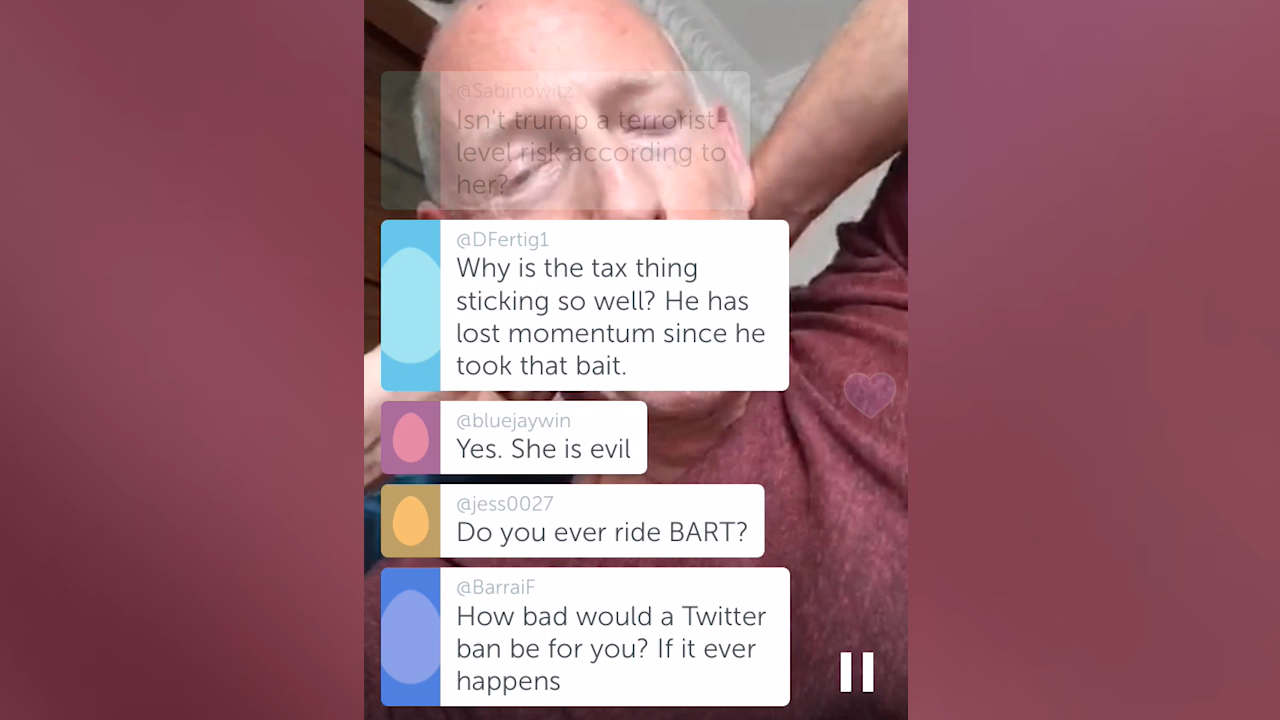 @Sabinowitz
Isn't trump a terrorist-
level risk according to
her?
@DFertig1
Why is the tax thing
sticking so well? He has
lost momentum since he
took that bait.
@bluejaywin
Yes. She is evil
@jess0027
Do you ever ride BART?
@BarraiF
How bad would a Twitter
ban be for you? If it ever
happens